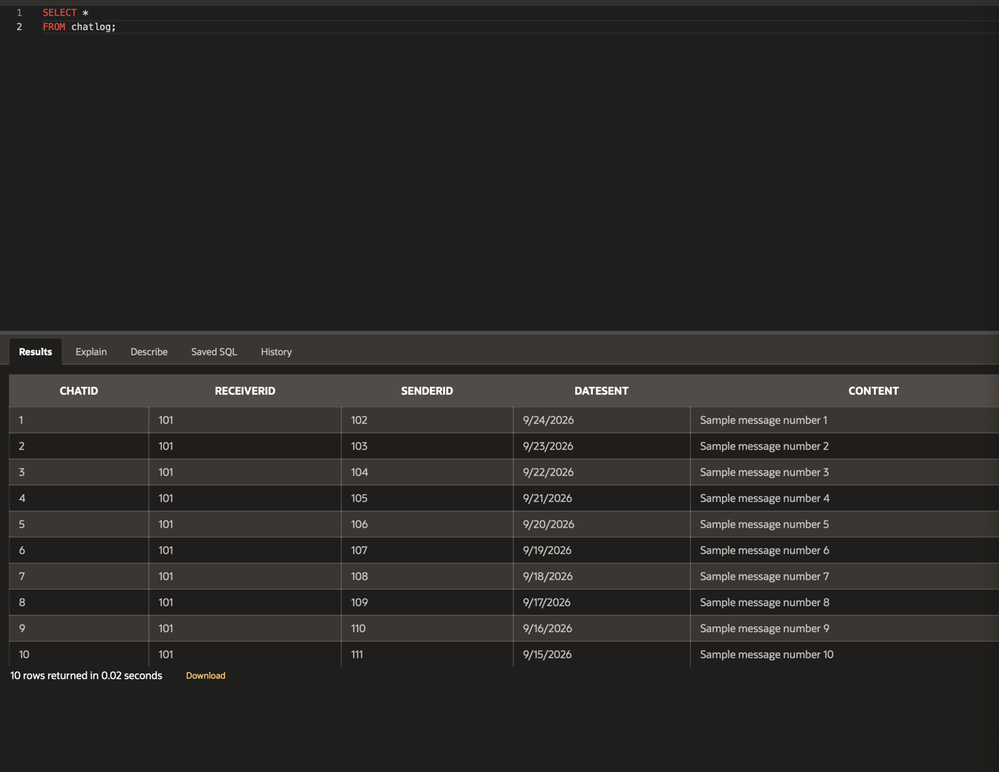 1 SELECT *
2 FROM chatlog;
Results Explain Describe Saved SQL History
CHATID RECEIVERID SENDERID DATESENT CONTENT
1 101 102 9/24/2026 Sample message number 1
2 101 103 9/23/2026 Sample message number 2
3 101 104 9/22/2026 Sample message number 3
4 101 105 9/21/2026 Sample message number 4
5 101 106 9/20/2026 Sample message number 5
6 101 107 9/19/2026 Sample message number 6
7 101 108 9/18/2026 Sample message number 7
8 101 109 9/17/2026 Sample message number 8
9 101 110 9/16/2026 Sample message number 9
10 101 111 9/15/2026 Sample message number 10
10 rows returned in 0.02 seconds Download